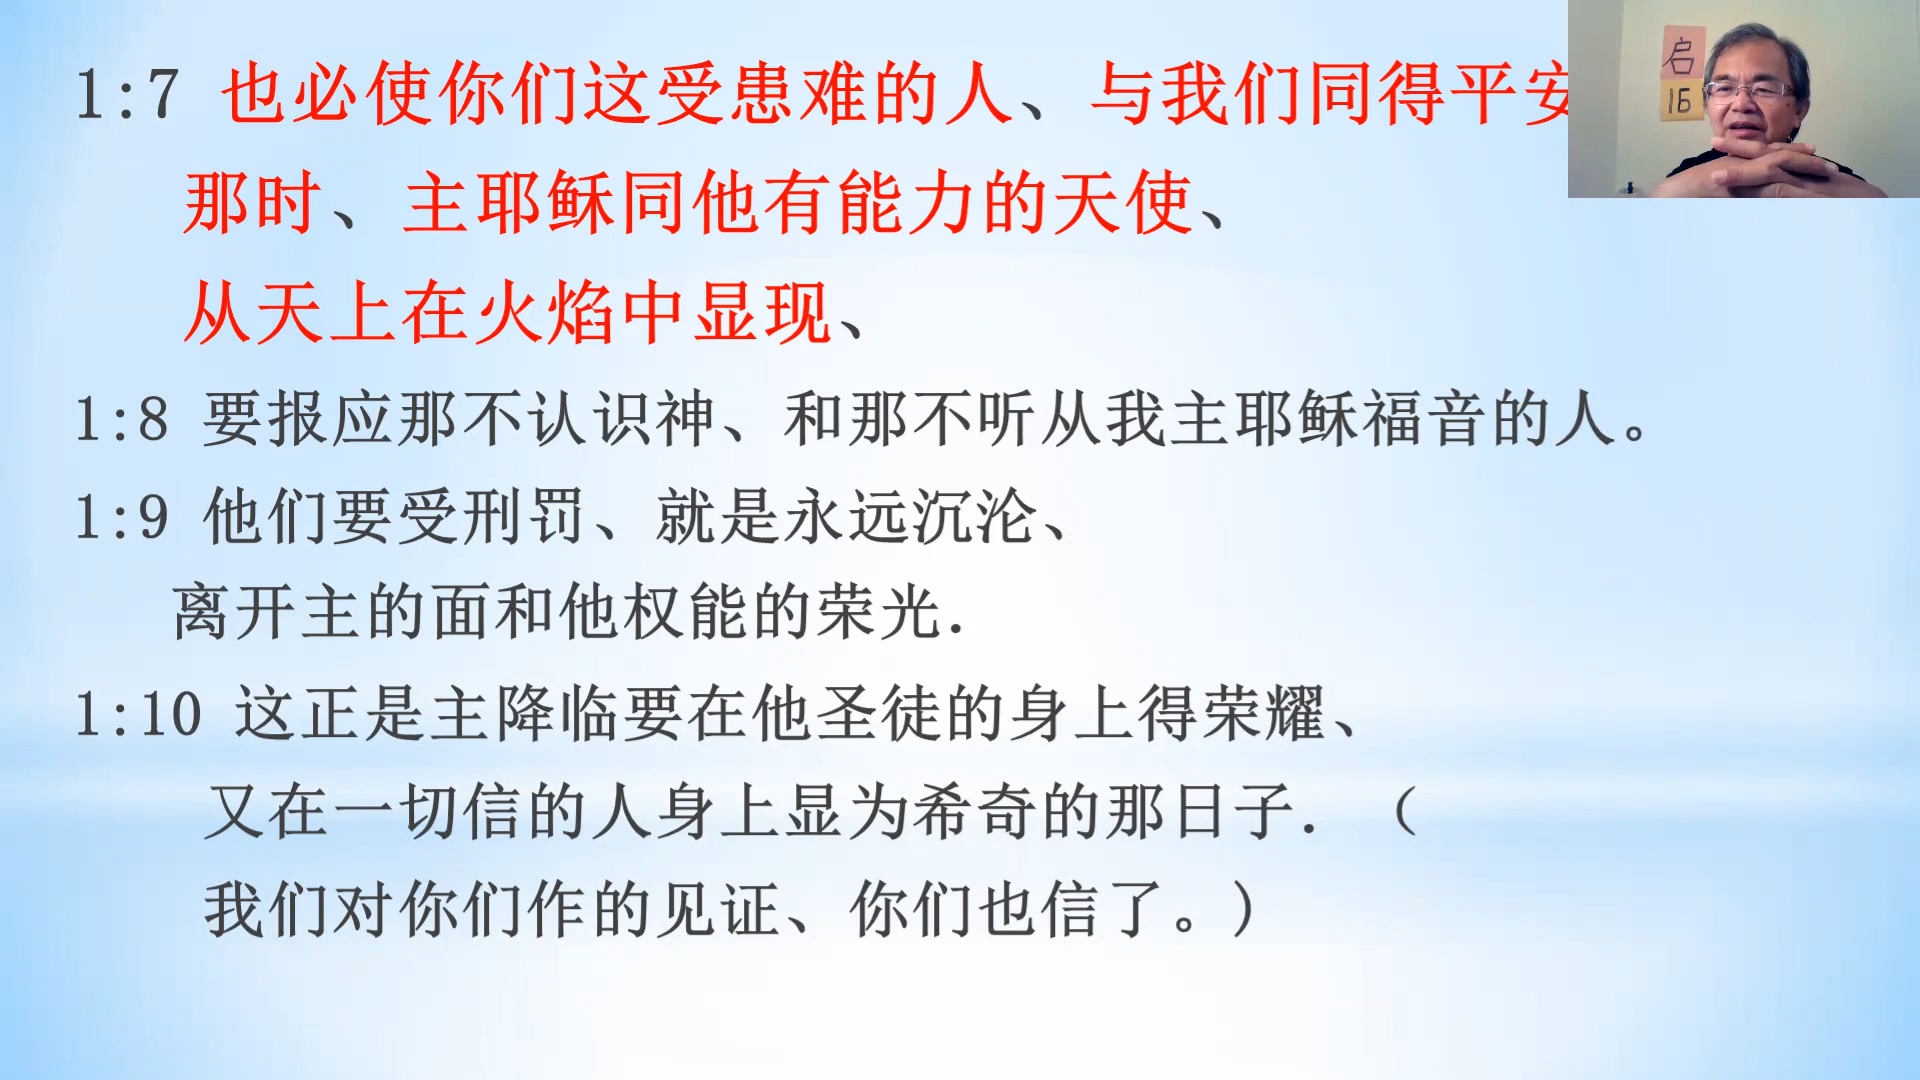 1:7 也必使你们这受患难的人、与我们同得平安
那时、主耶稣同他有能力的天使、
从天上在火焰中显现、
1:8 要报应那不认识神、和那不听从我主耶稣福音的人。
1:9 他们要受刑罚、就是永远沉沦、
离开主的面和他权能的荣光．
1:10 这正是主降临要在他圣徒的身上得荣耀、
又在一切信的人身上显为希奇的那日子．（
我们对你们作的见证、你们也信了。）
启
16